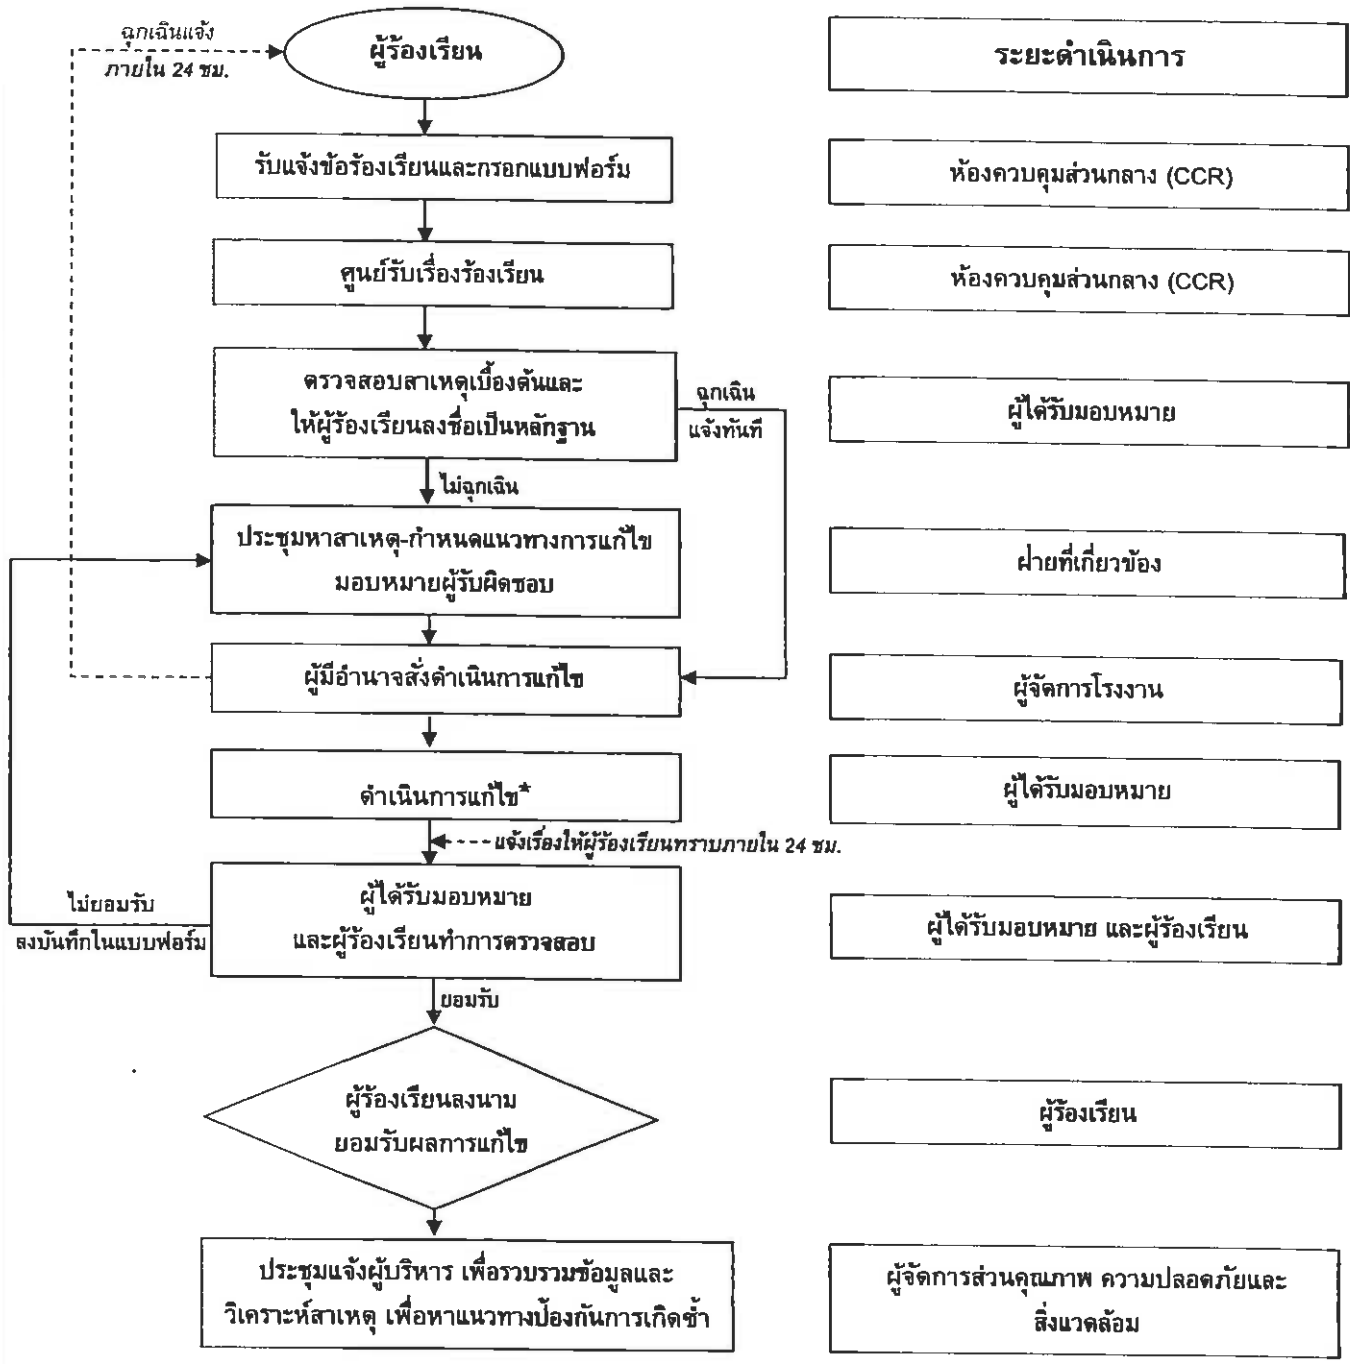 ฉุกเฉินแจ้ง
ภายใน 24 ชม.
ผู้ร้องเรียน
ระยะดำเนินการ
รับแจ้งข้อร้องเรียนและกรอกแบบฟอร์ม
ห้องควบคุมส่วนกลาง (CCR)
ศูนย์รับเรื่องร้องเรียน
ห้องควบคุมส่วนกลาง (CCR)
ตรวจสอบสาเหตุเบื้องต้นและ
ให้ผู้ร้องเรียนลงชื่อเป็นหลักฐาน
ฉุกเฉิน
แจ้งทันที
ผู้ได้รับมอบหมาย
ไม่ฉุกเฉิน
ประชุมหาสาเหตุ-กำหนดแนวทางการแก้ไข
มอบหมายผู้รับผิดชอบ
ฝ่ายที่เกี่ยวข้อง
ผู้มีอำนาจสั่งดำเนินการแก้ไข
ผู้จัดการโรงงาน
ดำเนินการแก้ไข*
ผู้ได้รับมอบหมาย
แจ้งเรื่องให้ผู้ร้องเรียนทราบภายใน 24 ชม.
ไม่ยอมรับ
ลงบันทึกในแบบฟอร์ม
ผู้ได้รับมอบหมาย
และผู้ร้องเรียนทำการตรวจสอบ
ผู้ได้รับมอบหมาย และผู้ร้องเรียน
ยอมรับ
ผู้ร้องเรียนลงนาม
ยอมรับผลการแก้ไข
ผู้ร้องเรียน
ประชุมแจ้งผู้บริหาร เพื่อรวบรวมข้อมูลและ
วิเคราะห์สาเหตุ เพื่อหาแนวทางป้องกันการเกิดซ้ำ
ผู้จัดการส่วนคุณภาพ ความปลอดภัยและ
สิ่งแวดล้อม